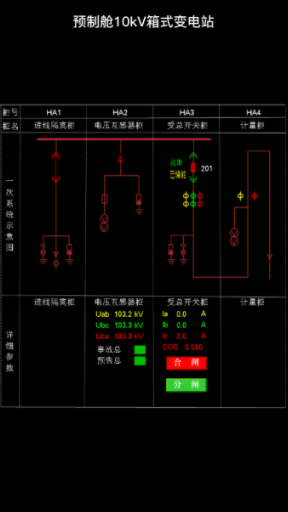 预制舱10kV箱式变电站
柜号 HA1 HA2 HA3 HA4
柜名 进线隔离柜 电压互感器柜 受总开关柜 计量柜
一次系统示意图
远方
已储能
201
进线隔离柜 电压互感器柜 受总开关柜 计量柜
详细参数
Uab 103.2 kV Ia 0.0 A
Ubc 103.3 kV Ib 0.0 A
Uca 103.3 kV Ic 0.0 A
事故总 COS 0.500
预告总
合 闸
分 闸